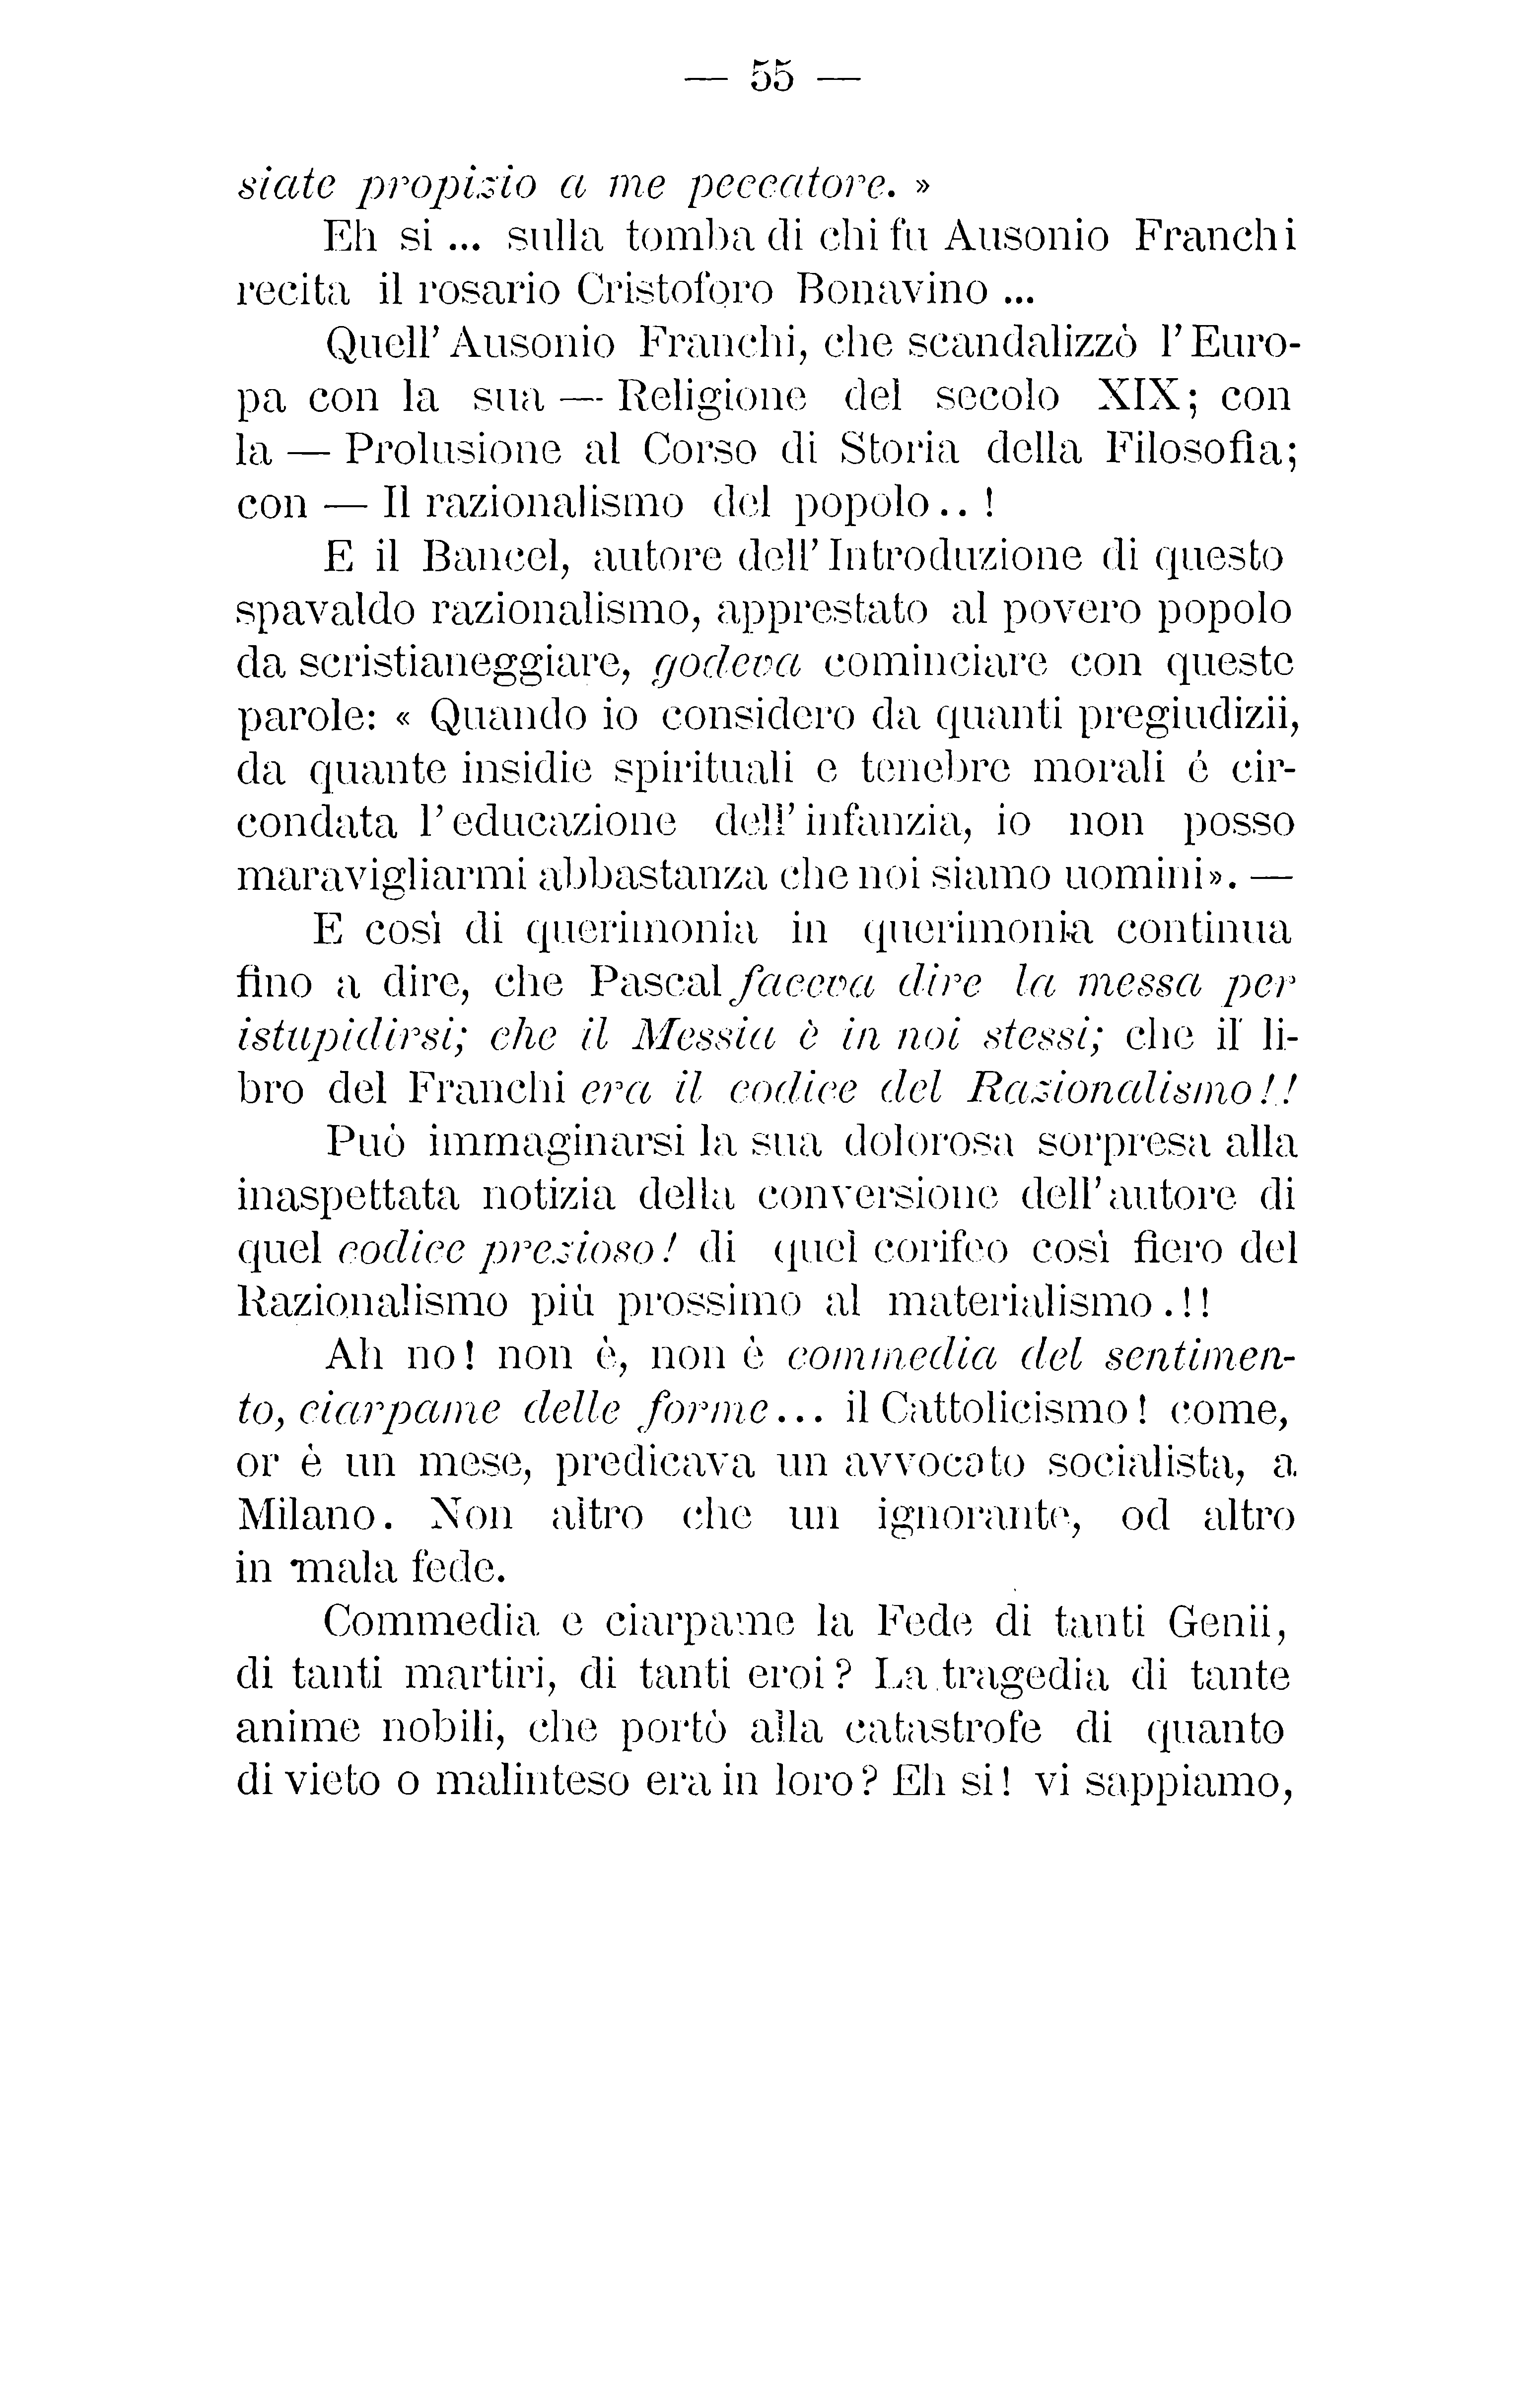 — 55 —
siate propizio a me peccatore. »
Eh si ... sulla tomba di chi fu Ausonio Franchi
recita il rosario Cristoforo Bonavino ...
Quell' Ausonio Franchi, che scandalizzò l' Euro-
pa con la sua — Religione del secolo XIX; con
la — Prolusione al Corso di Storia della Filosofia;
con — Il razionalismo del popolo .. !
E il Bancel, autore dell' Introduzione di questo
spavaldo razionalismo, apprestato al povero popolo
da scristianeggiare, godeva cominciare con queste
parole: « Quando io considero da quanti pregiudizii,
da quante insidie spirituali e tenebre morali é cir-
condata l' educazione dell' infanzia, io non posso
maravigliarmi abbastanza che noi siamo uomini». —
E così di querimonia in querimonia continua
fino a dire, che Pascal faceva dire la messa per
istupidirsi; che il Messia è in noi stessi; che il li-
bro del Franchi era il codice del Razionalismo!!
Può immaginarsi la sua dolorosa sorpresa alla
inaspettata notizia della conversione dell' autore di
quel codice prezioso! di quel corifeo così fiero del
Razionalismo più prossimo al materialismo.!!
Ah no! non è, non è commedia del sentimen-
to, ciarpame delle forme... il Cattolicismo! come,
or è un mese, predicava un avvocato socialista, a
Milano. Non altro che un ignorante, od altro
in mala fede.
Commedia e ciarpame la Fede di tanti Genii,
di tanti martiri, di tanti eroi? La tragedia di tante
anime nobili, che portò alla catastrofe di quanto
di vieto o malinteso era in loro? Eh si! vi sappiamo,